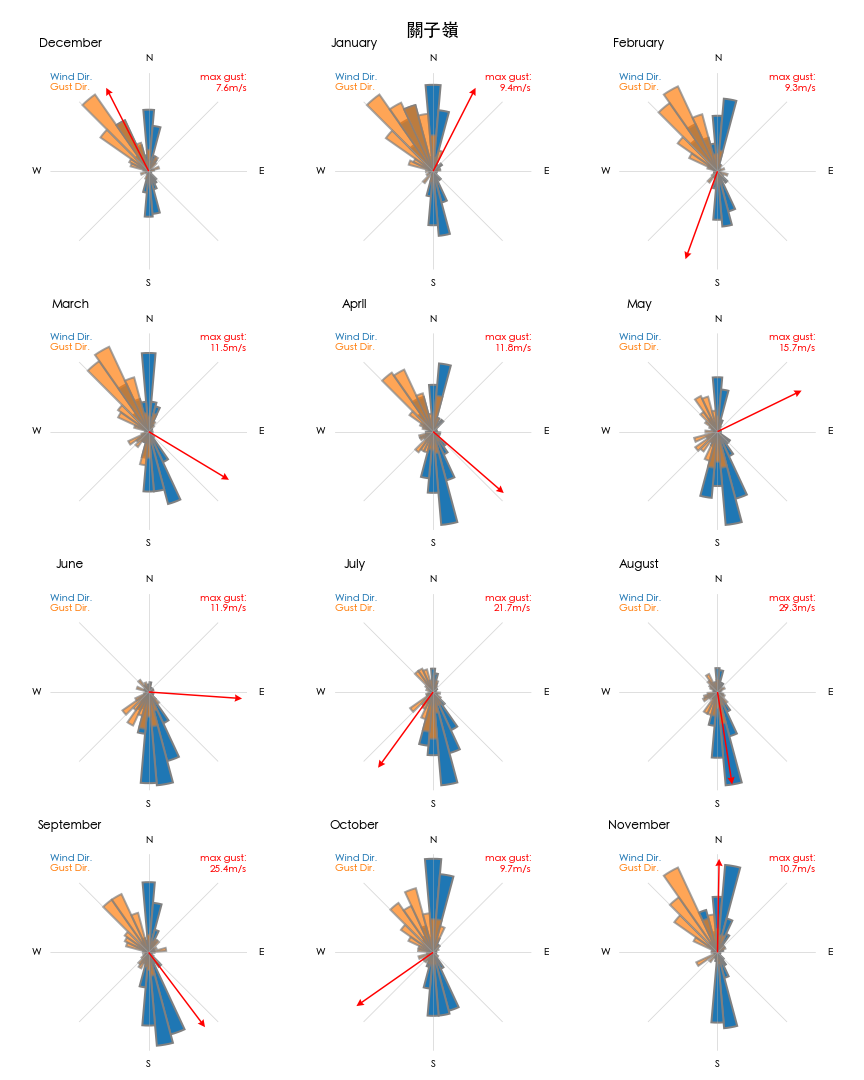 關子嶺
December
N
Wind Dir.
Gust Dir.
max gust:
7.6m/s
W
E
S
January
N
Wind Dir.
Gust Dir.
max gust:
9.4m/s
W
E
S
February
N
Wind Dir.
Gust Dir.
max gust:
9.3m/s
W
E
S
March
N
Wind Dir.
Gust Dir.
max gust:
11.5m/s
W
E
S
April
N
Wind Dir.
Gust Dir.
max gust:
11.8m/s
W
E
S
May
N
Wind Dir.
Gust Dir.
max gust:
15.7m/s
W
E
S
June
N
Wind Dir.
Gust Dir.
max gust:
11.9m/s
W
E
S
July
N
Wind Dir.
Gust Dir.
max gust:
21.7m/s
W
E
S
August
N
Wind Dir.
Gust Dir.
max gust:
29.3m/s
W
E
S
September
N
Wind Dir.
Gust Dir.
max gust:
25.4m/s
W
E
S
October
N
Wind Dir.
Gust Dir.
max gust:
9.7m/s
W
E
S
November
N
Wind Dir.
Gust Dir.
max gust:
10.7m/s
W
E
S